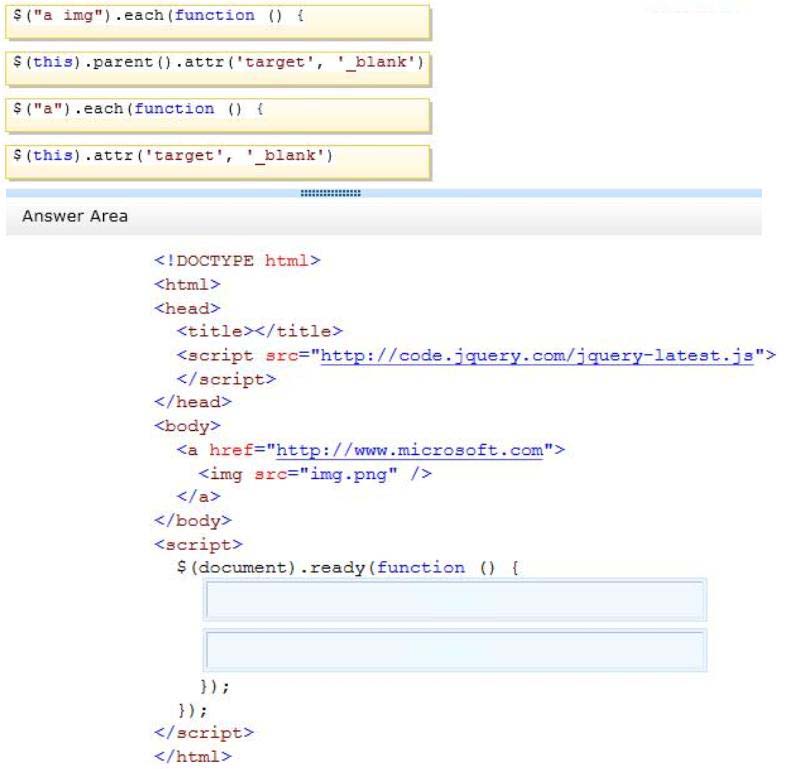 $("a img").each(function () {
$(this).parent().attr('target', '_blank')
$("a").each(function () {
$(this).attr('target', '_blank')
Answer Area
<!DOCTYPE html>
<html>
<head>
<title></title>
<script src="http://code.jquery.com/jquery-latest.js">
</script>
</head>
<body>
<a href="http://www.microsoft.com">
<img src="img.png" />
</a>
</body>
<script>
$(document).ready(function () {
});
});
</script>
</html>